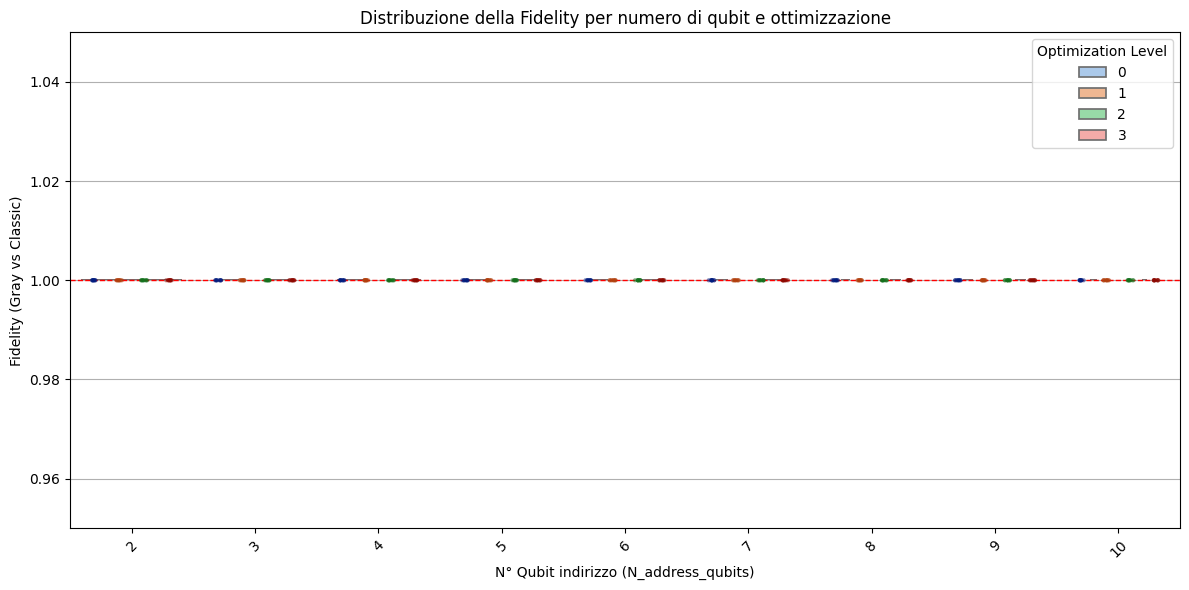 Distribuzione della Fidelity per numero di qubit e ottimizzazione
Optimization Level
0
1
2
3
Fidelity (Gray vs Classic)
1.04
1.02
1.00
0.98
0.96
2 3 4 5 6 7 8 9 10
N° Qubit indirizzo (N_address_qubits)